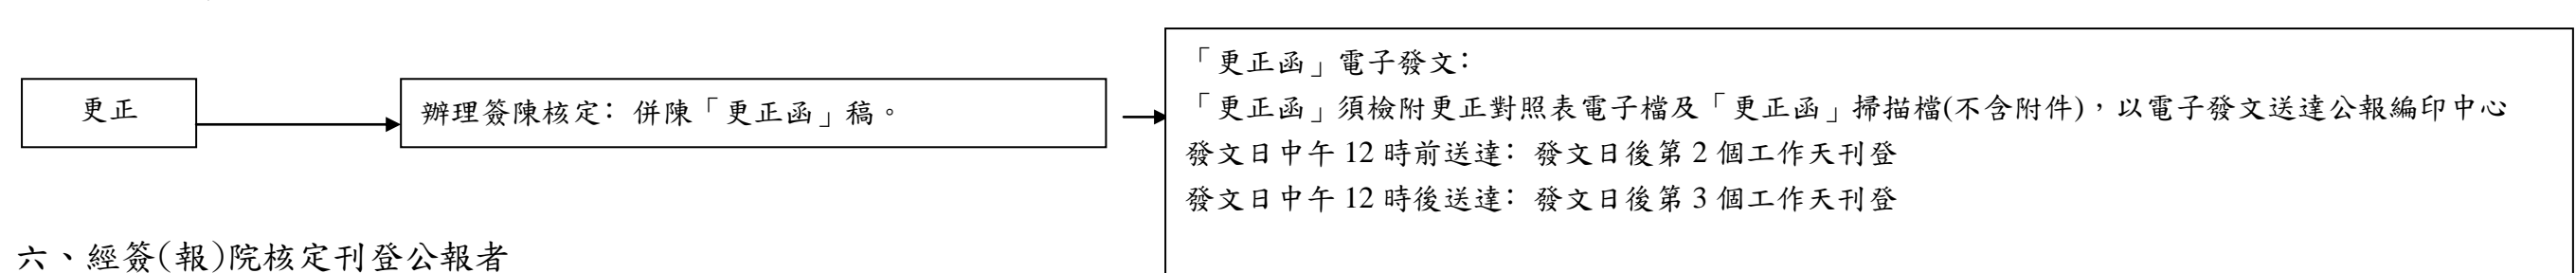 更正
辦理簽陳核定：併陳「更正函」稿。
「更正函」電子發文：
「更正函」須檢附更正對照表電子檔及「更正函」掃描檔(不含附件)，以電子發文送達公報編印中心
發文日中午 12 時前送達：發文日後第 2 個工作天刊登
發文日中午 12 時後送達：發文日後第 3 個工作天刊登
六、經簽(報)院核定刊登公報者